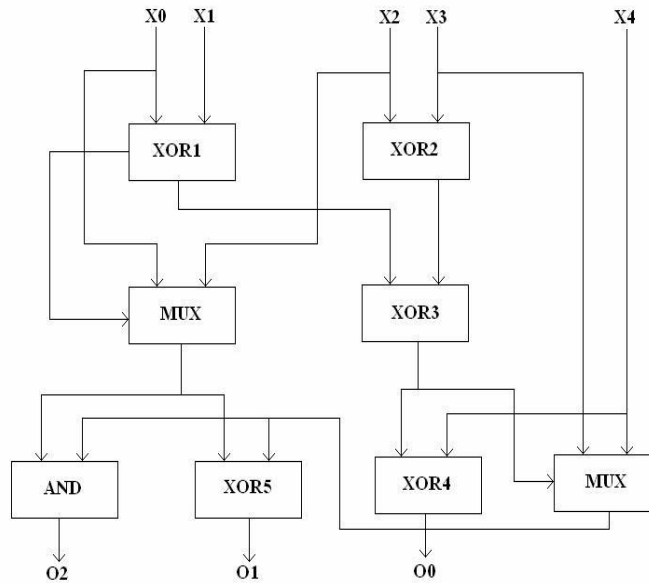 X0 X1 X2 X3 X4
XOR1 XOR2
MUX XOR3
AND XOR5 XOR4 MUX
O2 O1 O0